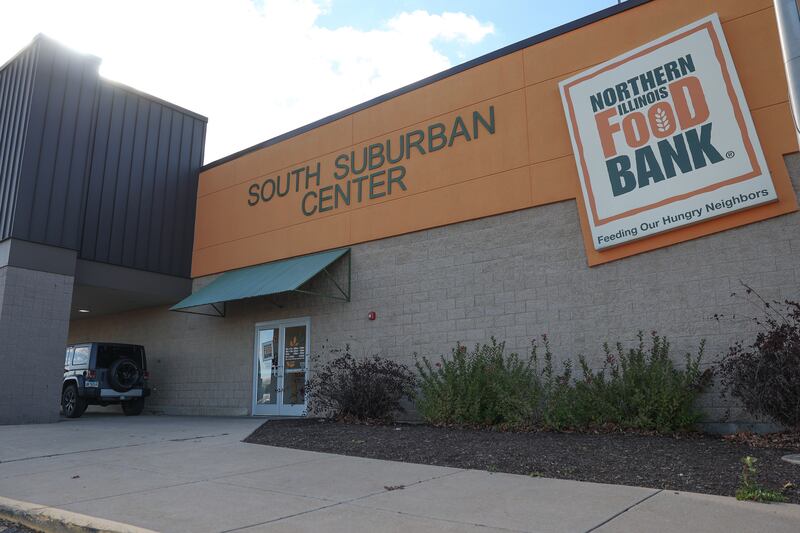 SOUTH SUBURBAN
CENTER
NORTHERN
ILLINOIS
FOOD
BANK
®
Feeding Our Hungry Neighbors